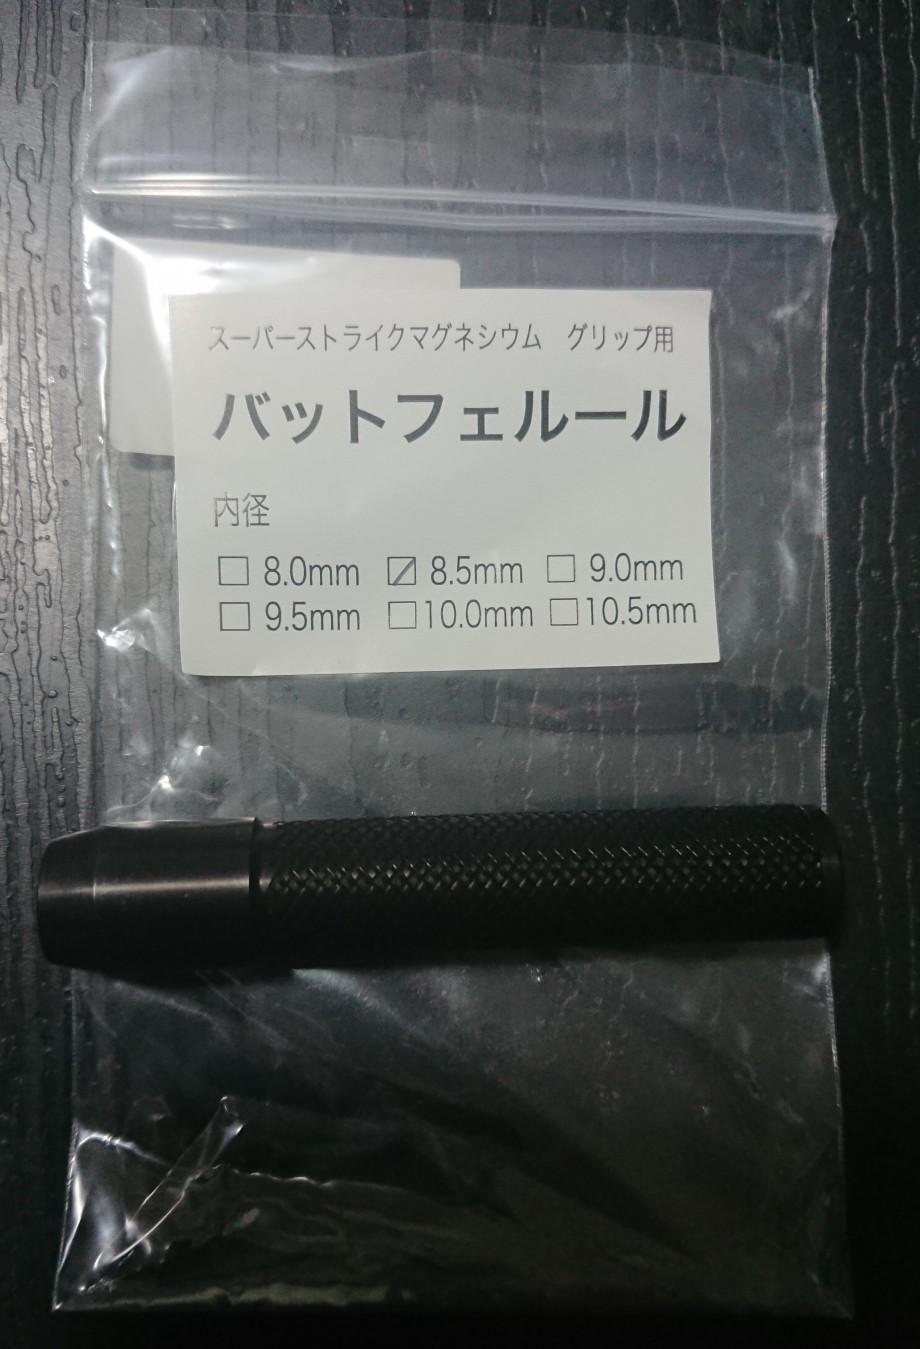 スーパーストライクマグネシウム グリップ用
バットフェルール
内径
□ 8.0mm ☑ 8.5mm □ 9.0mm
□ 9.5mm □10.0mm □10.5mm